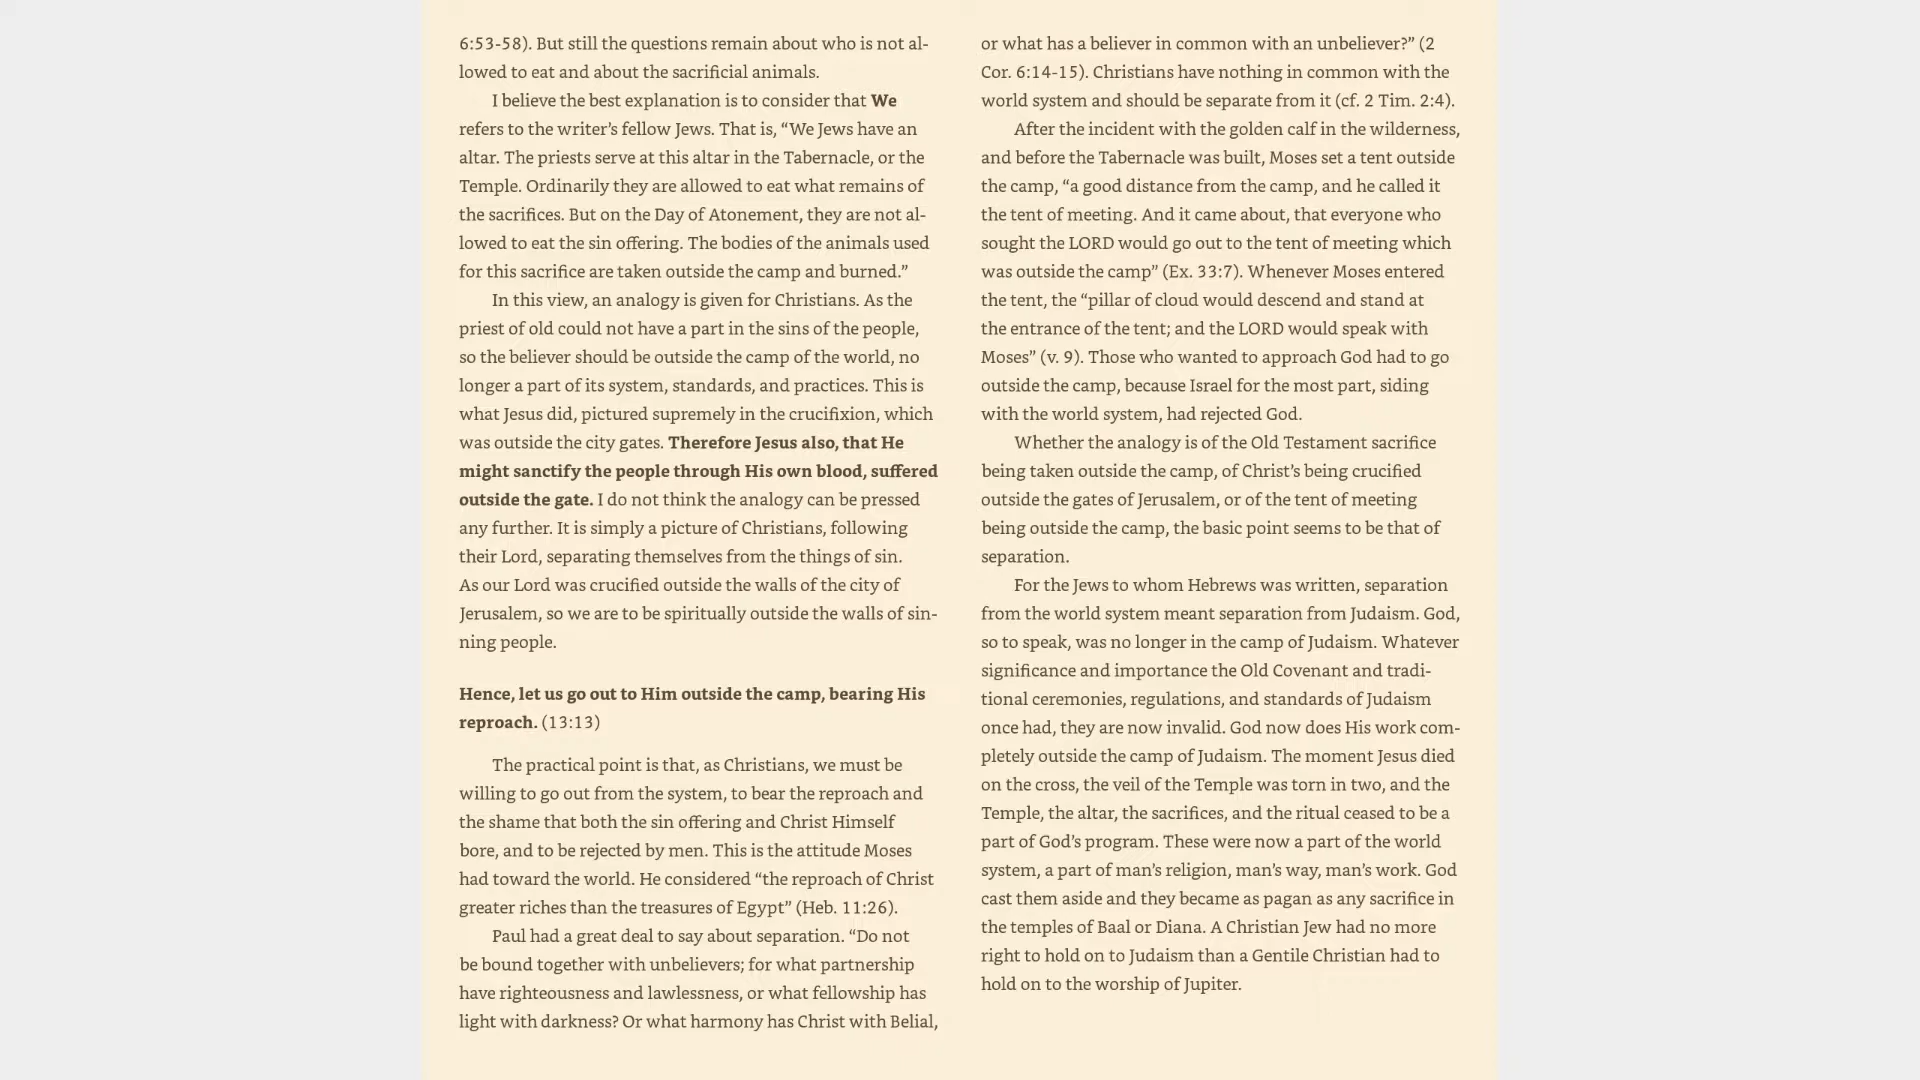 6:53-58). But still the questions remain about who is not al-
lowed to eat and about the sacrificial animals.
I believe the best explanation is to consider that We
refers to the writer’s fellow Jews. That is, “We Jews have an
altar. The priests serve at this altar in the Tabernacle, or the
Temple. Ordinarily they are allowed to eat what remains of
the sacrifices. But on the Day of Atonement, they are not al-
lowed to eat the sin offering. The bodies of the animals used
for this sacrifice are taken outside the camp and burned.”
In this view, an analogy is given for Christians. As the
priest of old could not have a part in the sins of the people,
so the believer should be outside the camp of the world, no
longer a part of its system, standards, and practices. This is
what Jesus did, pictured supremely in the crucifixion, which
was outside the city gates. Therefore Jesus also, that He
might sanctify the people through His own blood, suffered
outside the gate. I do not think the analogy can be pressed
any further. It is simply a picture of Christians, following
their Lord, separating themselves from the things of sin.
As our Lord was crucified outside the walls of the city of
Jerusalem, so we are to be spiritually outside the walls of sin-
ning people.
Hence, let us go out to Him outside the camp, bearing His
reproach. (13:13)
The practical point is that, as Christians, we must be
willing to go out from the system, to bear the reproach and
the shame that both the sin offering and Christ Himself
bore, and to be rejected by men. This is the attitude Moses
had toward the world. He considered “the reproach of Christ
greater riches than the treasures of Egypt” (Heb. 11:26).
Paul had a great deal to say about separation. “Do not
be bound together with unbelievers; for what partnership
have righteousness and lawlessness, or what fellowship has
light with darkness? Or what harmony has Christ with Belial,
or what has a believer in common with an unbeliever?” (2
Cor. 6:14-15). Christians have nothing in common with the
world system and should be separate from it (cf. 2 Tim. 2:4).
After the incident with the golden calf in the wilderness,
and before the Tabernacle was built, Moses set a tent outside
the camp, “a good distance from the camp, and he called it
the tent of meeting. And it came about, that everyone who
sought the LORD would go out to the tent of meeting which
was outside the camp” (Ex. 33:7). Whenever Moses entered
the tent, the “pillar of cloud would descend and stand at
the entrance of the tent; and the LORD would speak with
Moses” (v. 9). Those who wanted to approach God had to go
outside the camp, because Israel for the most part, siding
with the world system, had rejected God.
Whether the analogy is of the Old Testament sacrifice
being taken outside the camp, of Christ’s being crucified
outside the gates of Jerusalem, or of the tent of meeting
being outside the camp, the basic point seems to be that of
separation.
For the Jews to whom Hebrews was written, separation
from the world system meant separation from Judaism. God,
so to speak, was no longer in the camp of Judaism. Whatever
significance and importance the Old Covenant and tradi-
tional ceremonies, regulations, and standards of Judaism
once had, they are now invalid. God now does His work com-
pletely outside the camp of Judaism. The moment Jesus died
on the cross, the veil of the Temple was torn in two, and the
Temple, the altar, the sacrifices, and the ritual ceased to be a
part of God’s program. These were now a part of the world
system, a part of man’s religion, man’s way, man’s work. God
cast them aside and they became as pagan as any sacrifice in
the temples of Baal or Diana. A Christian Jew had no more
right to hold on to Judaism than a Gentile Christian had to
hold on to the worship of Jupiter.